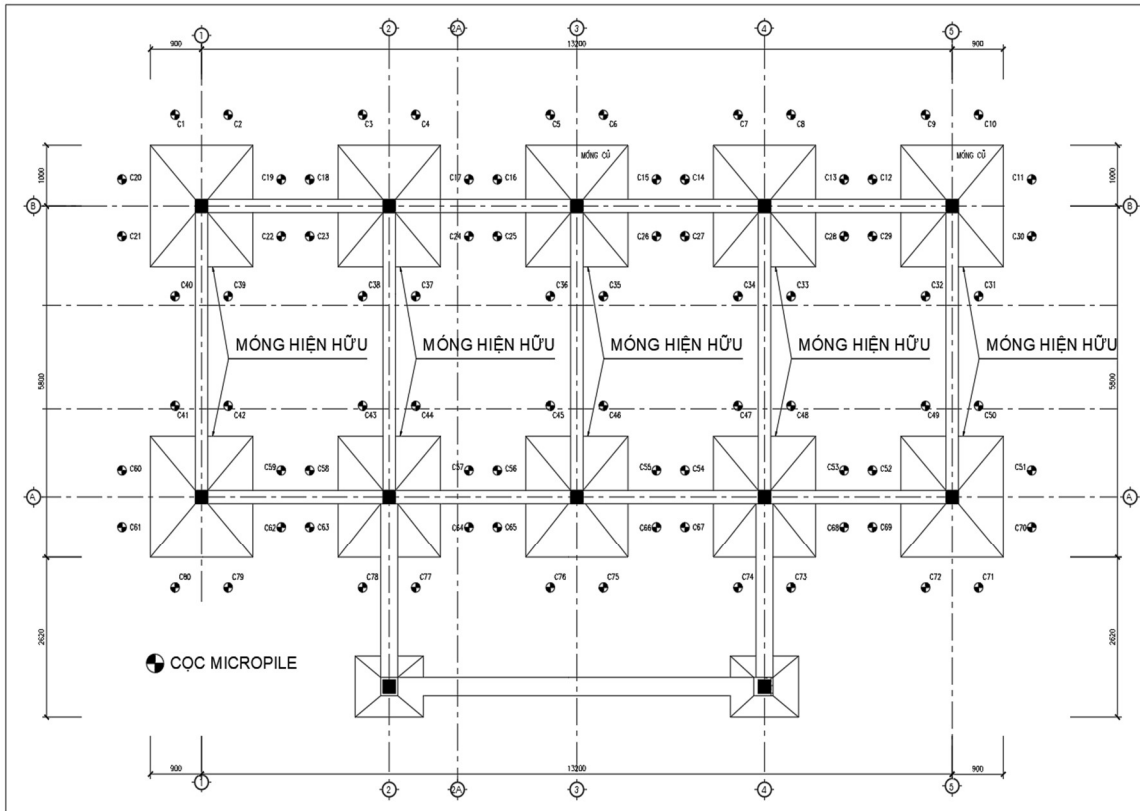 1 2 2A 3 4 5
900 13200 900
C1 C2 C3 C4 C5 C6 C7 C8 C9 C10
MÓNG CŨ MÓNG CŨ
1000 C20 C19 C18 C17 C16 C15 C14 C13 C12 C11 1000
B B
C21 C22 C23 C24 C25 C26 C27 C28 C29 C30
C40 C39 C38 C37 C36 C35 C34 C33 C32 C31
MÓNG HIỆN HỮU MÓNG HIỆN HỮU MÓNG HIỆN HỮU MÓNG HIỆN HỮU MÓNG HIỆN HỮU
5800 5800
C41 C42 C43 C44 C45 C46 C47 C48 C49 C50
C60 C59 C58 C57 C56 C55 C54 C53 C52 C51
A A
C61 C62 C63 C64 C65 C66 C67 C68 C69 C70
C80 C79 C78 C77 C76 C75 C74 C73 C72 C71
2620 2620
CỌC MICROPILE
900 13200 900
1 2 2A 3 4 5